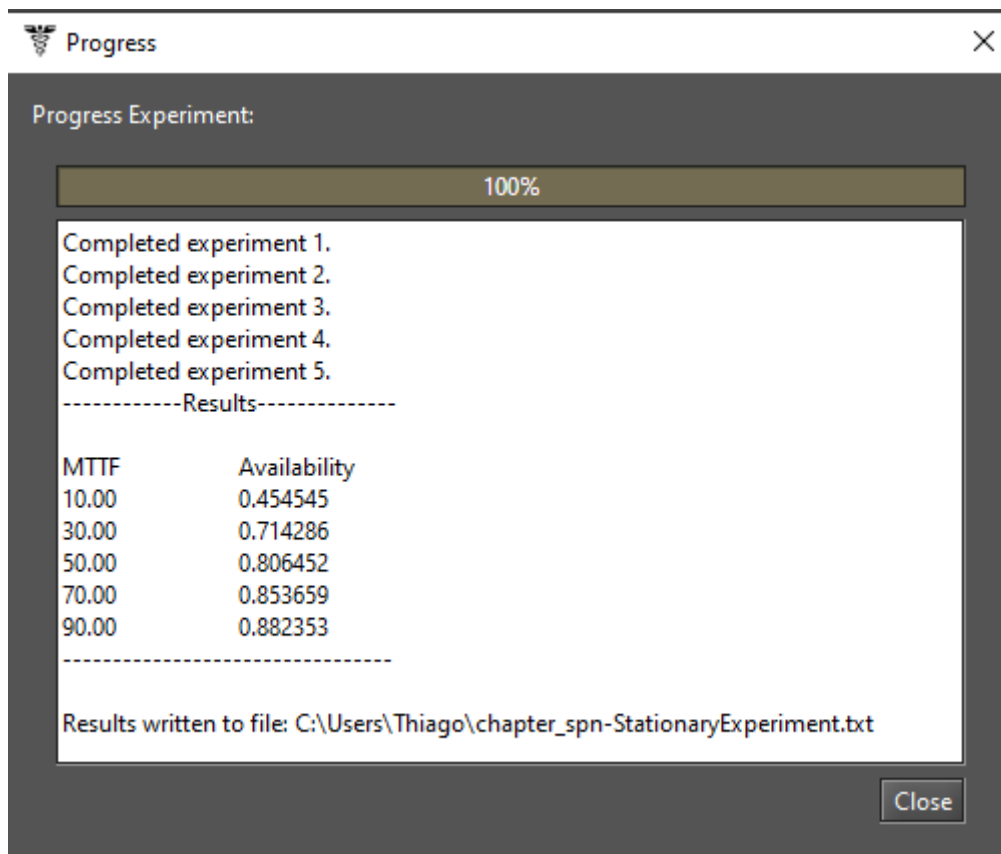 Progress
Progress Experiment:
100%
Completed experiment 1.
Completed experiment 2.
Completed experiment 3.
Completed experiment 4.
Completed experiment 5.
------------Results--------------
MTTF Availability
10.00 0.454545
30.00 0.714286
50.00 0.806452
70.00 0.853659
90.00 0.882353
---------------------------------
Results written to file: C:\Users\Thiago\chapter_spn-StationaryExperiment.txt
Close